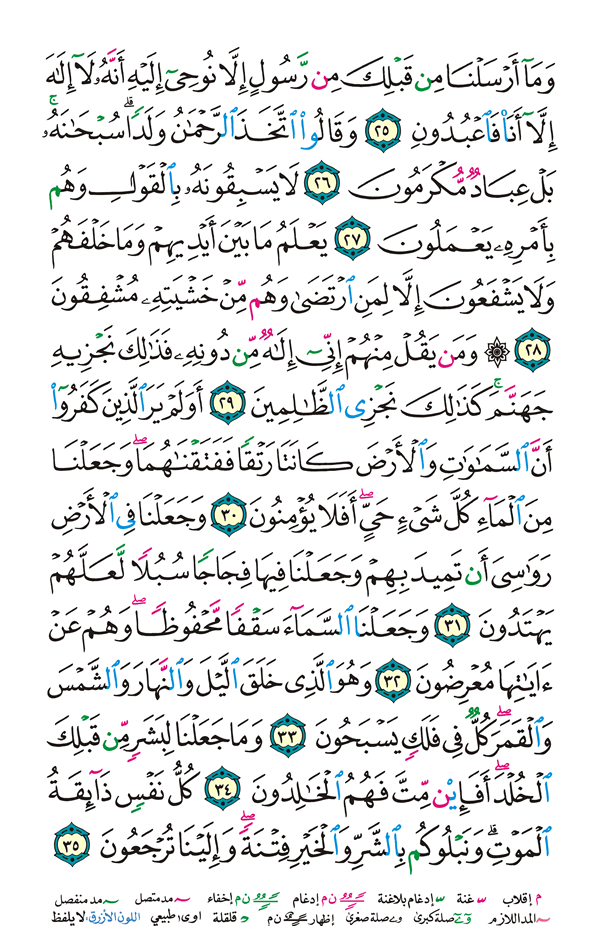 وَمَآ أَرْسَلْنَا مِن قَبْلِكَ مِن رَّسُولٍ إِلَّا نُوحِىٓ إِلَيْهِ أَنَّهُۥ لَآ إِلَٰهَ
إِلَّآ أَنَا۠ فَٱعْبُدُونِ ٢٥ وَقَالُوا۟ ٱتَّخَذَ ٱلرَّحْمَٰنُ وَلَدًا ۗ سُبْحَٰنَهُۥ ۚ
بَلْ عِبَادٌ مُّكْرَمُونَ ٢٦ لَا يَسْبِقُونَهُۥ بِٱلْقَوْلِ وَهُم
بِأَمْرِهِۦ يَعْمَلُونَ ٢٧ يَعْلَمُ مَا بَيْنَ أَيْدِيهِمْ وَمَا خَلْفَهُمْ
وَلَا يَشْفَعُونَ إِلَّا لِمَنِ ٱرْتَضَىٰ وَهُم مِّنْ خَشْيَتِهِۦ مُشْفِقُونَ
٢٨ ۞ وَمَن يَقُلْ مِنْهُمْ إِنِّىٓ إِلَٰهٌ مِّن دُونِهِۦ فَذَٰلِكَ نَجْزِيهِ
جَهَنَّمَ ۚ كَذَٰلِكَ نَجْزِى ٱلظَّٰلِمِينَ ٢٩ أَوَلَمْ يَرَ ٱلَّذِينَ كَفَرُوٓا۟
أَنَّ ٱلسَّمَٰوَٰتِ وَٱلْأَرْضَ كَانَتَا رَتْقًا فَفَتَقْنَٰهُمَا ۖ وَجَعَلْنَا
مِنَ ٱلْمَآءِ كُلَّ شَىْءٍ حَىٍّ ۖ أَفَلَا يُؤْمِنُونَ ٣٠ وَجَعَلْنَا فِى ٱلْأَرْضِ
رَوَٰسِىَ أَن تَمِيدَ بِهِمْ وَجَعَلْنَا فِيهَا فِجَاجًا سُبُلًا لَّعَلَّهُمْ
يَهْتَدُونَ ٣١ وَجَعَلْنَا ٱلسَّمَآءَ سَقْفًا مَّحْفُوظًا ۖ وَهُمْ عَنْ
ءَايَٰتِهَا مُعْرِضُونَ ٣٢ وَهُوَ ٱلَّذِى خَلَقَ ٱلَّيْلَ وَٱلنَّهَارَ وَٱلشَّمْسَ
وَٱلْقَمَرَ ۖ كُلٌّ فِى فَلَكٍ يَسْبَحُونَ ٣٣ وَمَا جَعَلْنَا لِبَشَرٍ مِّن قَبْلِكَ
ٱلْخُلْدَ ۖ أَفَإِي۟ن مِّتَّ فَهُمُ ٱلْخَٰلِدُونَ ٣٤ كُلُّ نَفْسٍ ذَآئِقَةُ
ٱلْمَوْتِ ۗ وَنَبْلُوكُم بِٱلشَّرِّ وَٱلْخَيْرِ فِتْنَةً ۖ وَإِلَيْنَا تُرْجَعُونَ ٣٥
م إقلاب غنة إدغام بلاغنة ن م إدغام ن م إخفاء مد متصل مد منفصل
المد اللازم صلة كبرى صلة صغرى إظهار ن م د قلقلة اوى: طبيعي اللون الأزرق: لا يلفظ